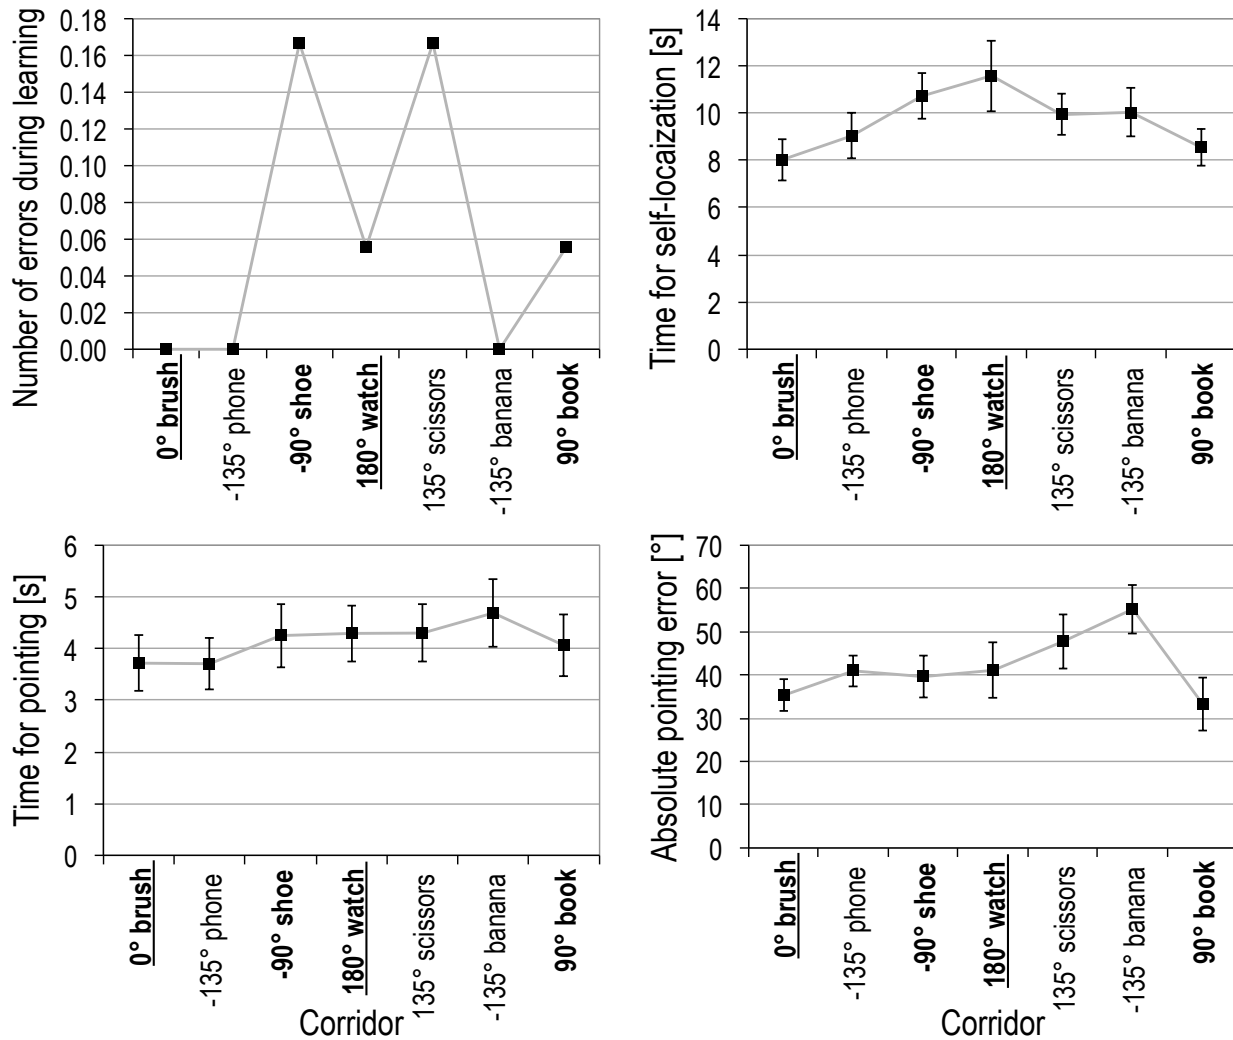 Number of errors during learning
0.18
0.16
0.14
0.12
0.10
0.08
0.06
0.04
0.02
0.00
0° brush
-135° phone
-90° shoe
180° watch
135° scissors
-135° banana
90° book
Time for self-locaization [s]
14
12
10
8
6
4
2
0
0° brush
-135° phone
-90° shoe
180° watch
135° scissors
-135° banana
90° book
Time for pointing [s]
6
5
4
3
2
1
0
0° brush
-135° phone
-90° shoe
180° watch
135° scissors
-135° banana
90° book
Corridor
Absolute pointing error [°]
70
60
50
40
30
20
10
0
0° brush
-135° phone
-90° shoe
180° watch
135° scissors
-135° banana
90° book
Corridor